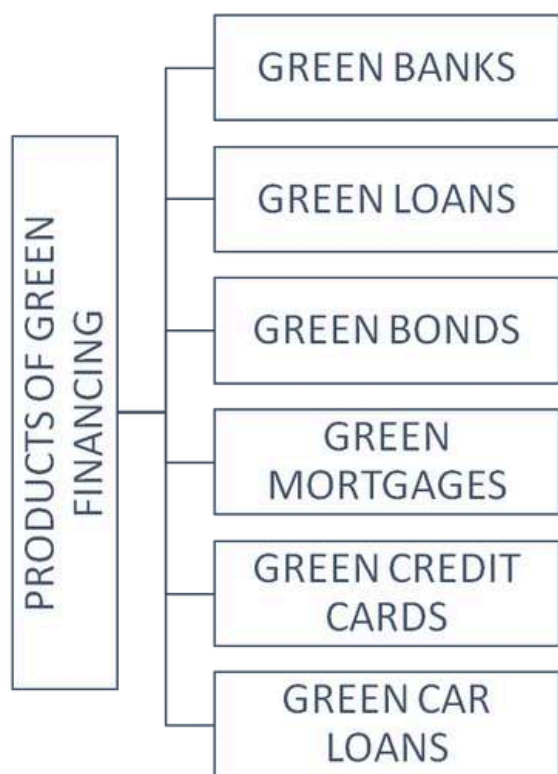 PRODUCTS OF GREEN
FINANCING
GREEN BANKS
GREEN LOANS
GREEN BONDS
GREEN
MORTGAGES
GREEN CREDIT
CARDS
GREEN CAR
LOANS